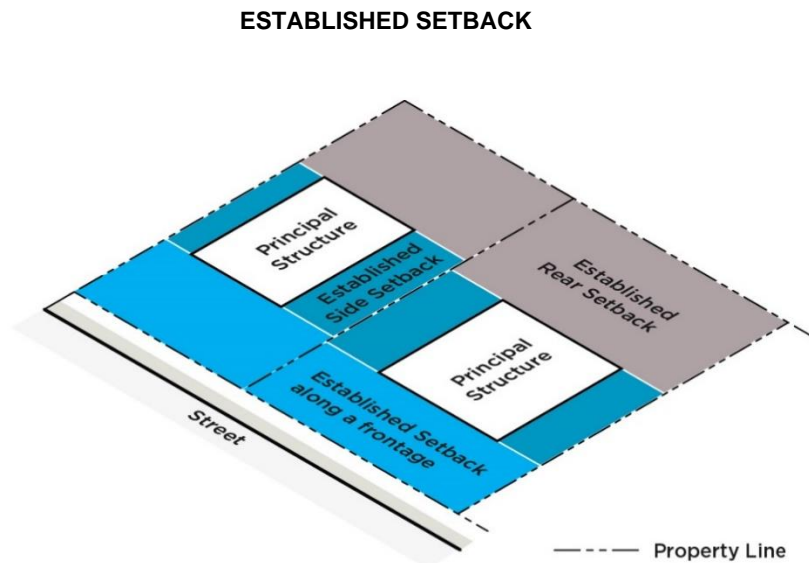 ESTABLISHED SETBACK
Principal
Structure
Established
Side Setback
Established
Rear Setback
Principal
Structure
Established Setback
along a frontage
Street
Property Line